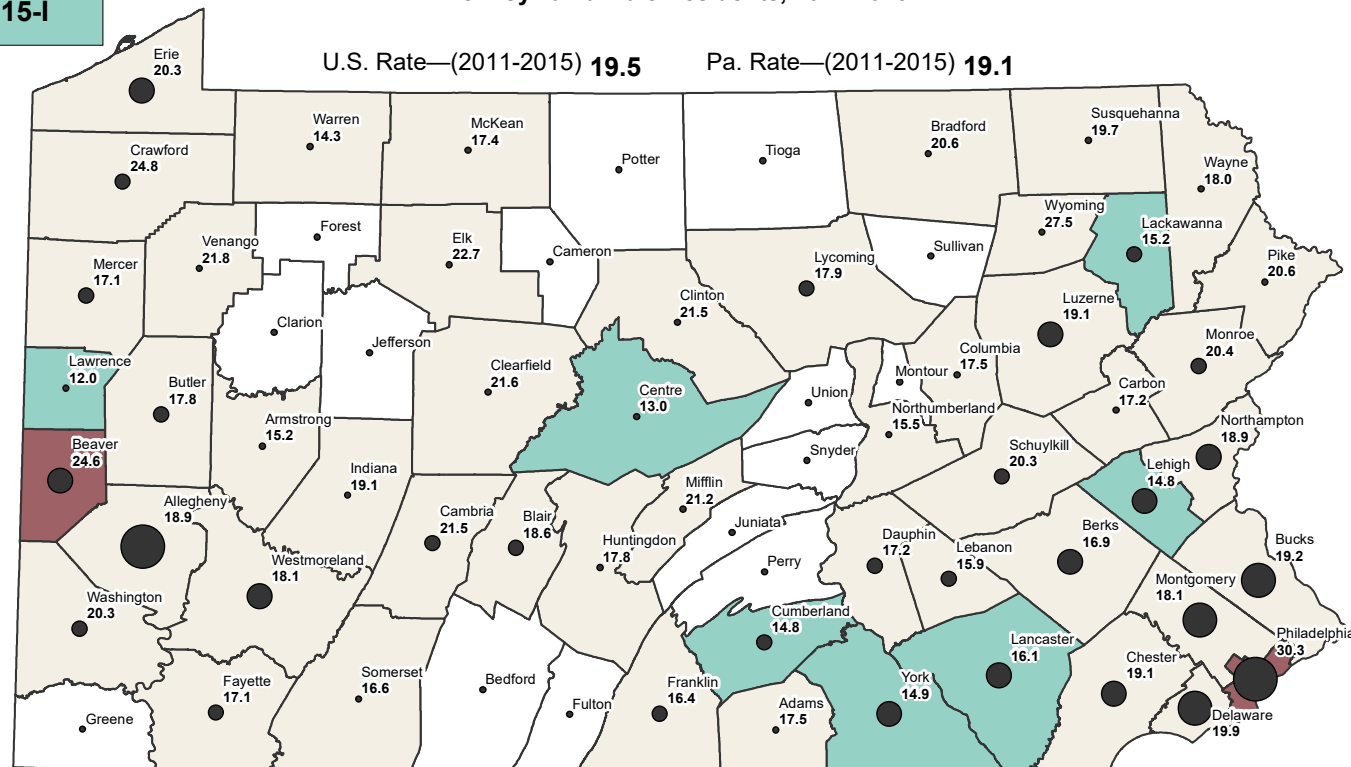 15-I
U.S. Rate—(2011-2015) 19.5
Pa. Rate—(2011-2015) 19.1
Erie
20.3
Warren
14.3
McKean
17.4
Potter
Tioga
Bradford
20.6
Susquehanna
19.7
Wayne
18.0
Crawford
24.8
Venango
21.8
Forest
Elk
22.7
Cameron
Lycoming
17.9
Sullivan
Wyoming
27.5
Lackawanna
15.2
Pike
20.6
Mercer
17.1
Clarion
Jefferson
Clinton
21.5
Luzerne
19.1
Monroe
20.4
Lawrence
12.0
Butler
17.8
Clearfield
21.6
Centre
13.0
Union
Montour
Columbia
17.5
Carbon
17.2
Armstrong
15.2
Northumberland
15.5
Northampton
18.9
Beaver
24.6
Indiana
19.1
Snyder
Schuylkill
20.3
Lehigh
14.8
Allegheny
18.9
Cambria
21.5
Blair
18.6
Mifflin
21.2
Huntingdon
17.8
Juniata
Dauphin
17.2
Lebanon
15.9
Berks
16.9
Bucks
19.2
Westmoreland
18.1
Perry
Montgomery
18.1
Washington
20.3
Cumberland
14.8
Lancaster
16.1
Philadelphia
30.3
Greene
Fayette
17.1
Somerset
16.6
Bedford
Fulton
Franklin
16.4
Adams
17.5
York
14.9
Chester
19.1
Delaware
19.9